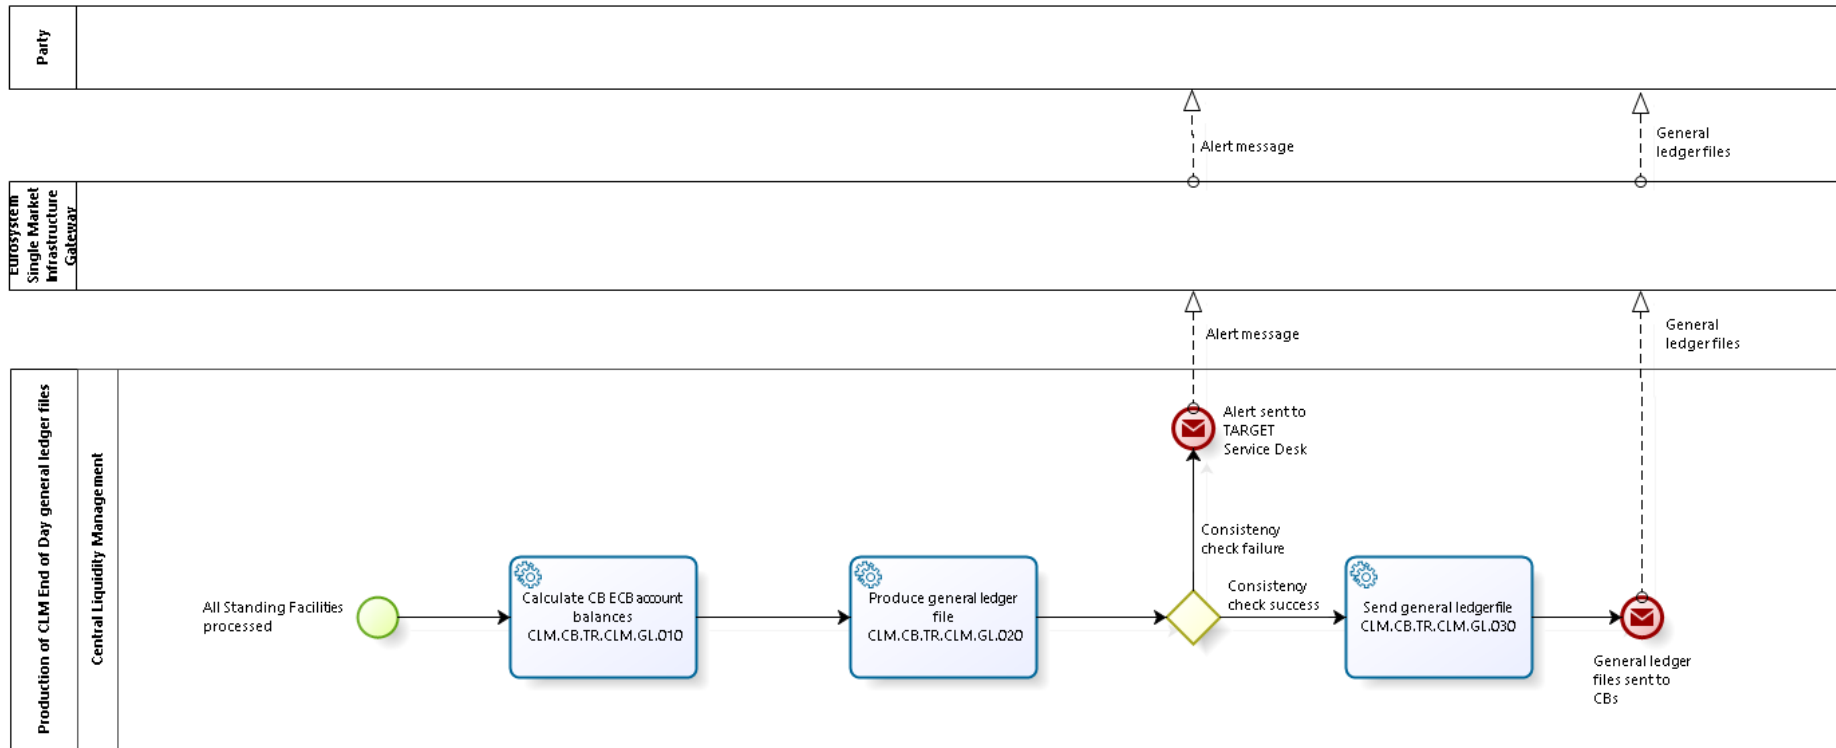 Party
Alert message
General
ledger files
Eurosystem
Single Market
Infrastructure
Gateway
Alert message
General
ledger files
Production of CLM End of Day general ledger files
Central Liquidity Management
Alert sent to
TARGET
Service Desk
Consistency
check failure
All Standing Facilities
processed
Calculate CB ECB account
balances
CLM.CB.TR.CLM.GL.010
Produce general ledger
file
CLM.CB.TR.CLM.GL.020
Consistency
check success
Send general ledger file
CLM.CB.TR.CLM.GL.030
General ledger
files sent to
CBs